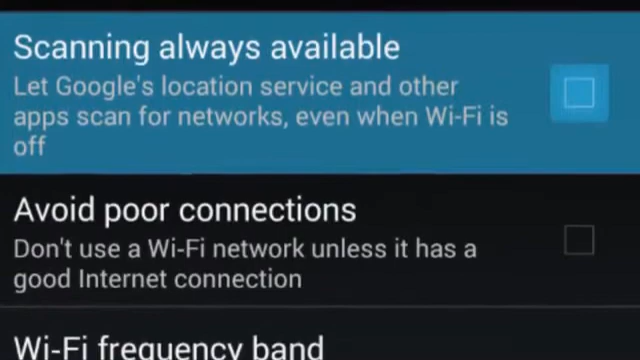 Scanning always available
Let Google's location service and other
apps scan for networks, even when Wi-Fi is
off
Avoid poor connections
Don't use a Wi-Fi network unless it has a
good Internet connection
Wi-Fi frequency band